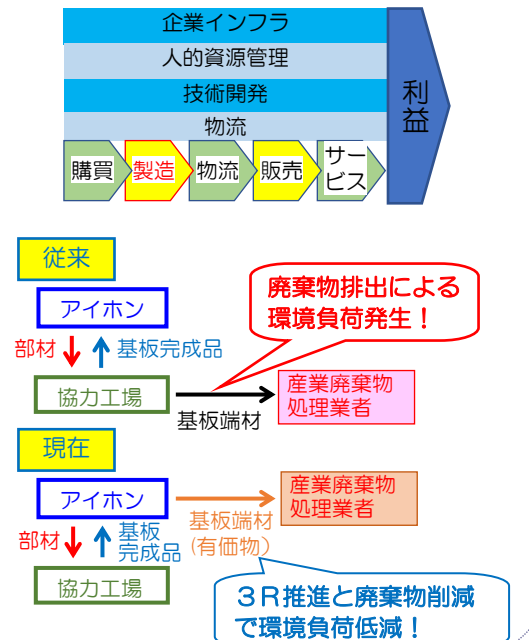 企業インフラ
人的資源管理
技術開発
物流
利益
購買
製造
物流
販売
サー
ビス
従来
アイホン
部材
基板完成品
協力工場
基板端材
廃棄物排出による
環境負荷発生！
産業廃棄物
処理業者
現在
アイホン
部材
基板
完成品
協力工場
基板端材
(有価物)
産業廃棄物
処理業者
３Ｒ推進と廃棄物削減
で環境負荷低減！